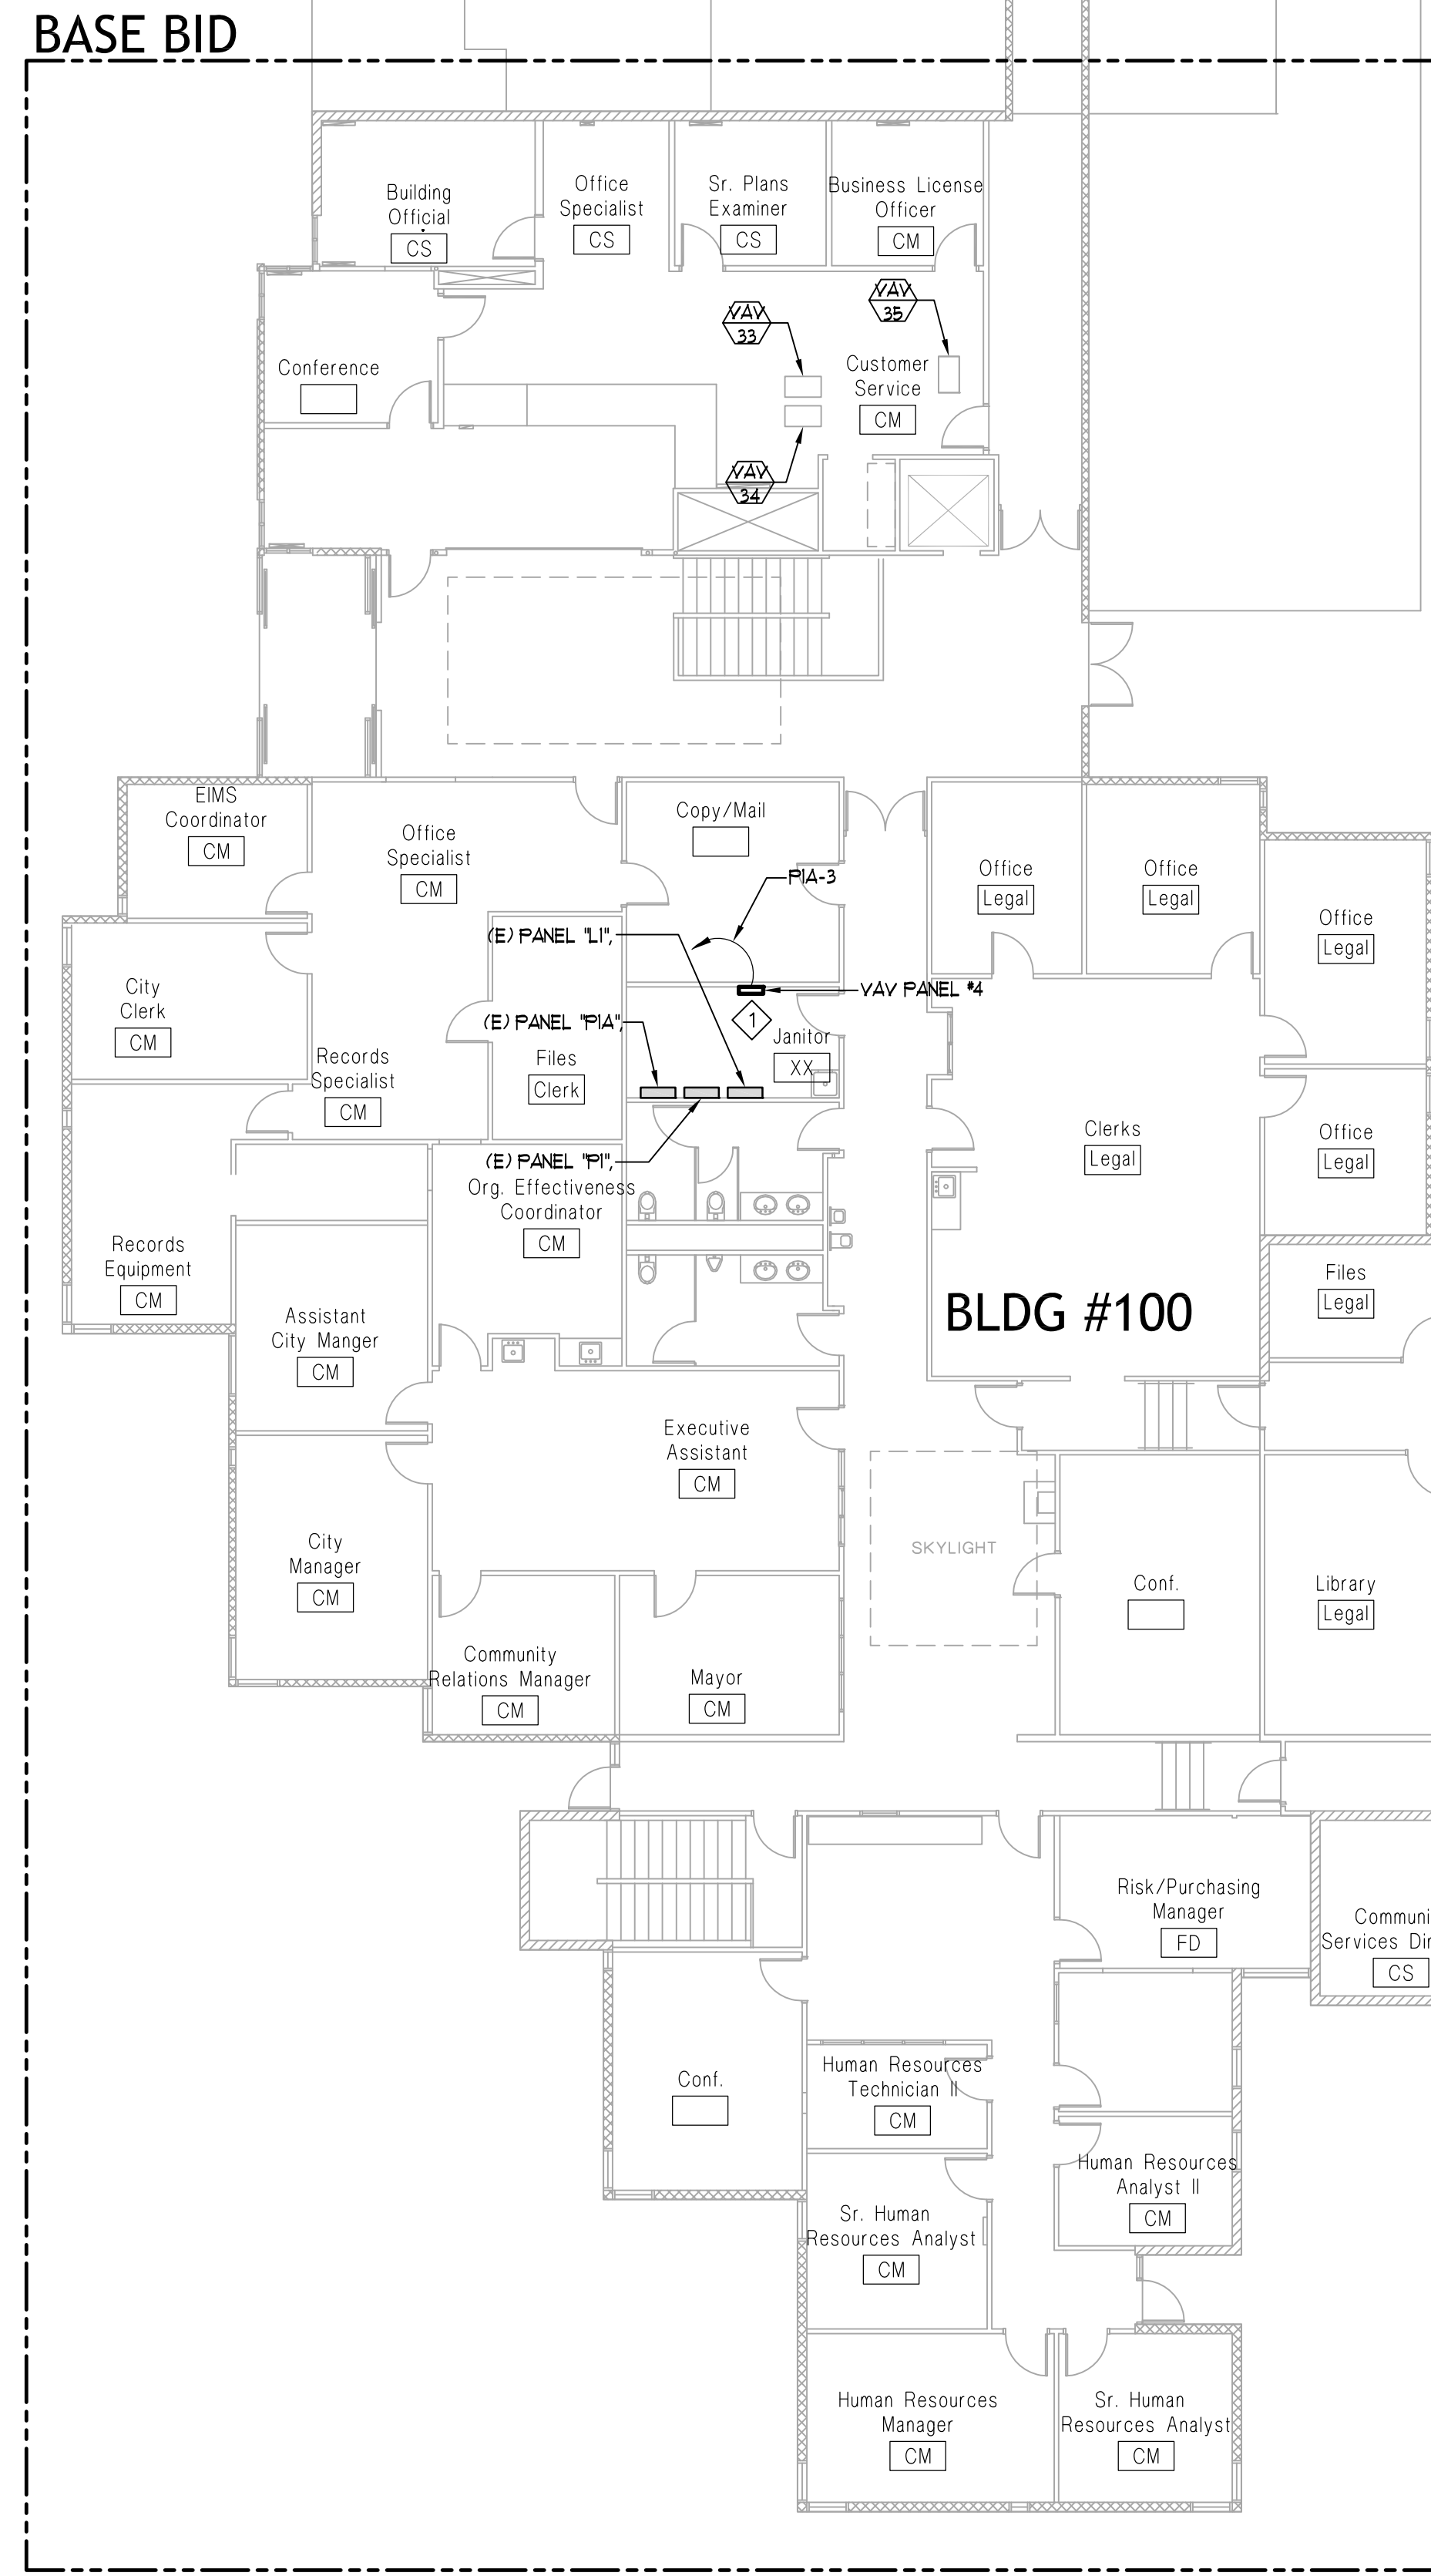 BASE BID
Building
Official
CS
Office
Specialist
CS
Sr. Plans
Examiner
CS
Business License
Officer
CM
VAV
33
VAV
35
Conference
Customer
Service
CM
VAV
34
EIMS
Coordinator
CM
Office
Specialist
CM
Copy/Mail
P1A-3
Office
Legal
Office
Legal
Office
Legal
(E) PANEL "L1",
VAV PANEL #4
City
Clerk
CM
(E) PANEL "P1A",
1
Janitor
XX
Records
Specialist
CM
Files
Clerk
Clerks
Legal
Office
Legal
(E) PANEL "P1",
Org. Effectiveness
Coordinator
CM
Records
Equipment
CM
Files
Legal
BLDG #100
Assistant
City Manger
CM
Executive
Assistant
CM
City
Manager
CM
SKYLIGHT
Conf.
Library
Legal
Community
Relations Manager
CM
Mayor
CM
Risk/Purchasing
Manager
FD
Communi
Services Dir
CS
Conf.
Human Resources
Technician II
CM
Human Resources
Analyst II
CM
Sr. Human
Resources Analyst
CM
Human Resources
Manager
CM
Sr. Human
Resources Analyst
CM